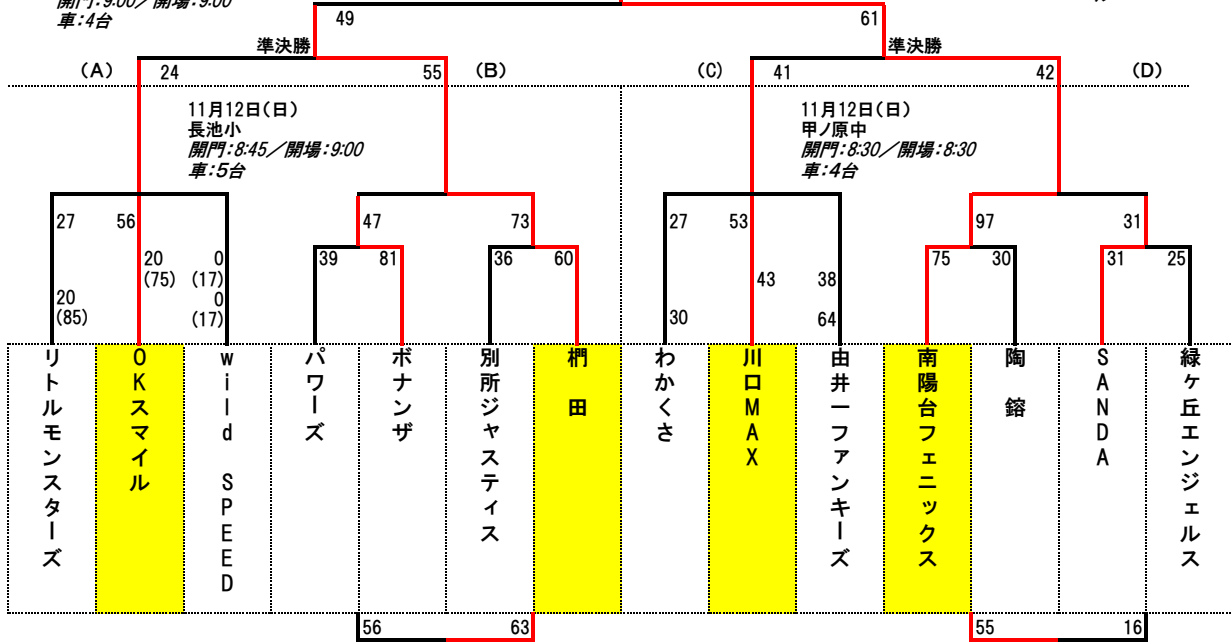 開門:9:00/開場:9:00
車:4台
49 61
準決勝 準決勝
(A) 24 55 (B) (C) 41 42 (D)
11月12日(日) 11月12日(日)
長池小 甲ノ原中
開門:8:45/開場:9:00 開門:8:30/開場:8:30
車:5台 車:4台
27 56 47 73 27 53 97 31
20 0 39 81 36 60 75 30 31 25
(75) (17) 43 38
20 0
(85) (17) 30 64
リトルモンスターズ
OKスマイル
wild SPEED
パワーズ
ボナンザ
別所ジャスティス
椚田
わかくさ
川口MAX
由井一ファンキーズ
南陽台フェニックス
陶鎔
SANDA
緑ヶ丘エンジェルス
56 63 55 16